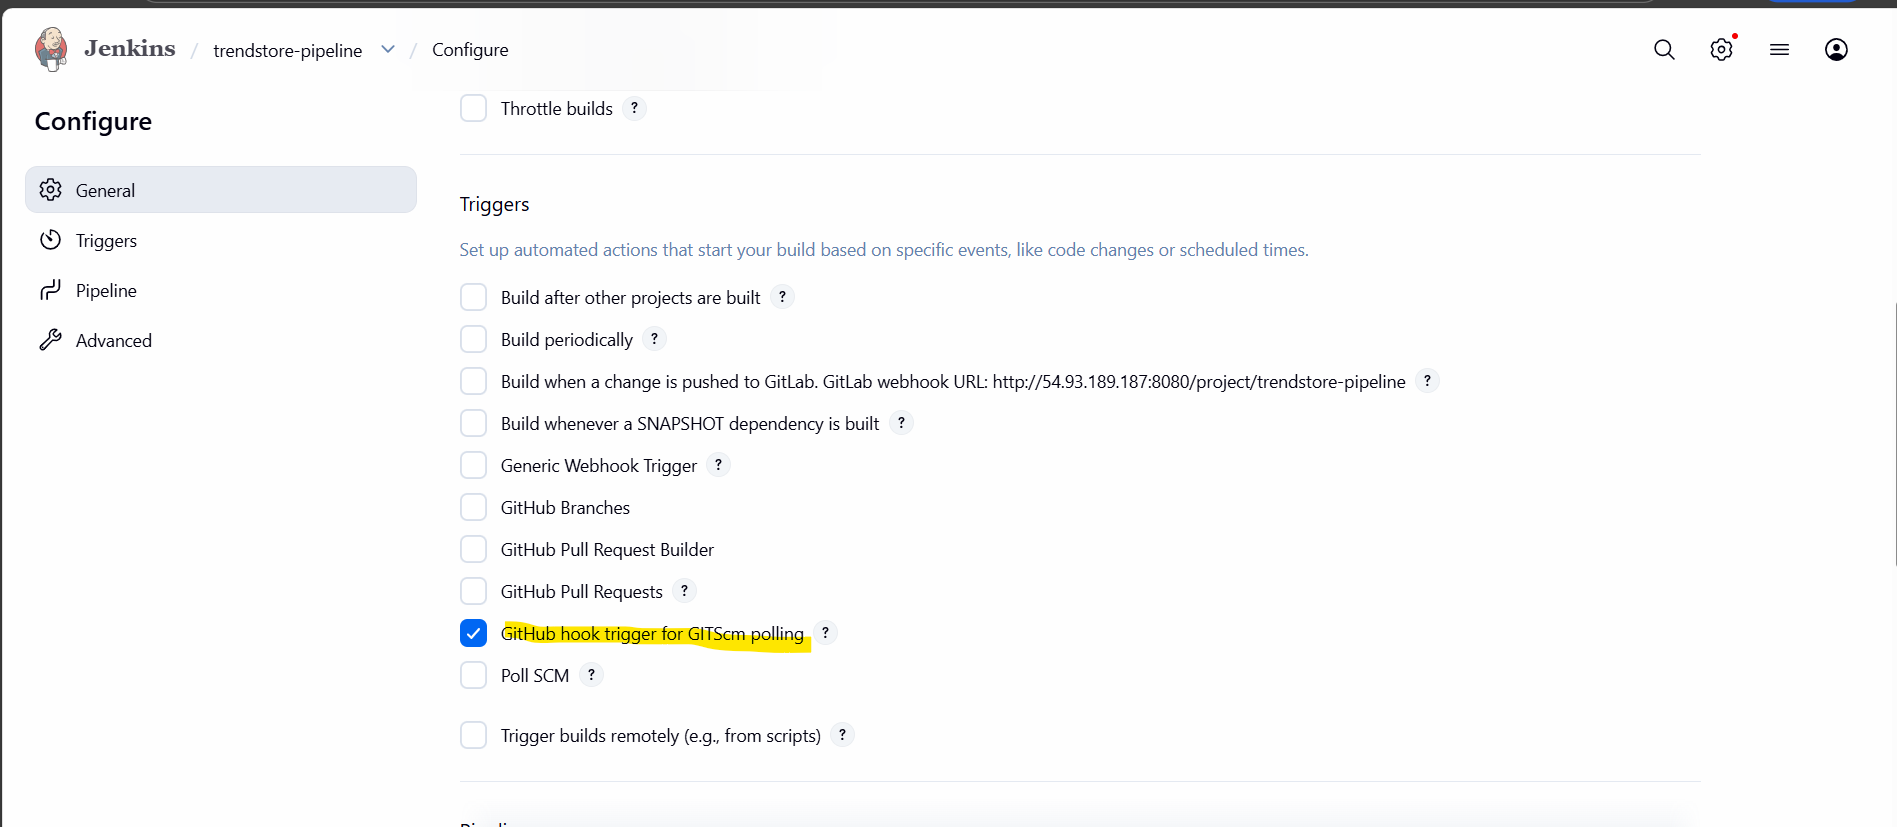 Jenkins / trendstore-pipeline / Configure
Configure
General
Triggers
Pipeline
Advanced
Throttle builds ?
Triggers
Set up automated actions that start your build based on specific events, like code changes or scheduled times.
Build after other projects are built ?
Build periodically ?
Build when a change is pushed to GitLab. GitLab webhook URL: http://54.93.189.187:8080/project/trendstore-pipeline ?
Build whenever a SNAPSHOT dependency is built ?
Generic Webhook Trigger ?
GitHub Branches
GitHub Pull Request Builder
GitHub Pull Requests ?
GitHub hook trigger for GITScm polling ?
Poll SCM ?
Trigger builds remotely (e.g., from scripts) ?